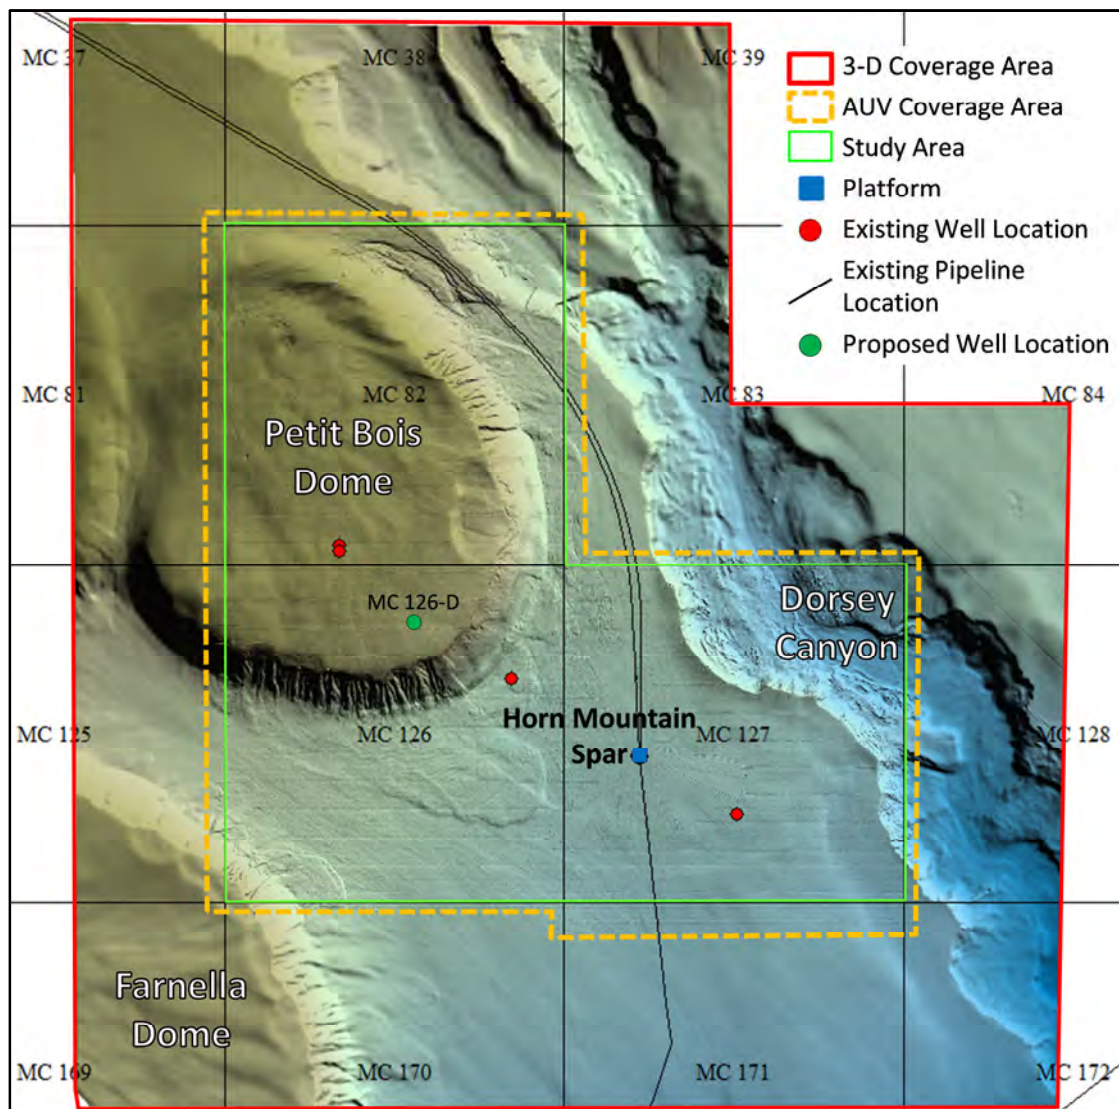 MC 37
MC 38
MC 39
3-D Coverage Area
AUV Coverage Area
Study Area
Platform
Existing Well Location
Existing Pipeline
Location
Proposed Well Location
MC 81
MC 82
MC 83
MC 84
Petit Bois
Dome
MC 126-D
Dorsey
Canyon
Horn Mountain
Spar
MC 125
MC 126
MC 127
MC 128
Farnella
Dome
MC 169
MC 170
MC 171
MC 172